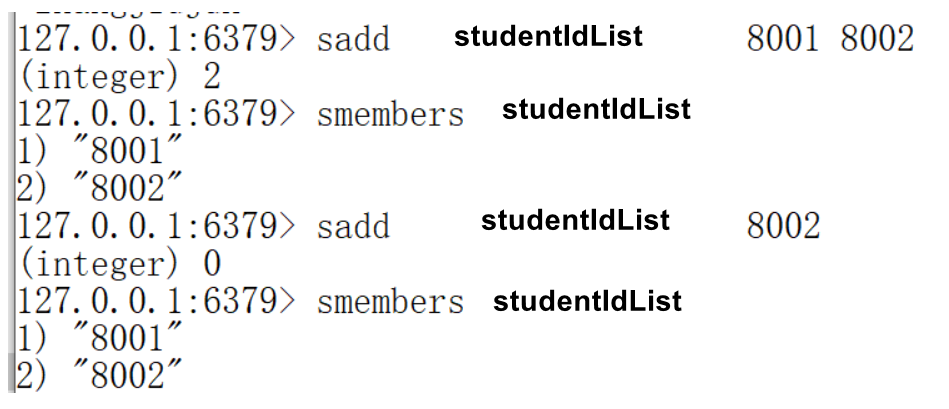 127.0.0.1:6379> sadd studentIdList 8001 8002
(integer) 2
127.0.0.1:6379> smembers studentIdList
1) "8001"
2) "8002"
127.0.0.1:6379> sadd studentIdList 8002
(integer) 0
127.0.0.1:6379> smembers studentIdList
1) "8001"
2) "8002"